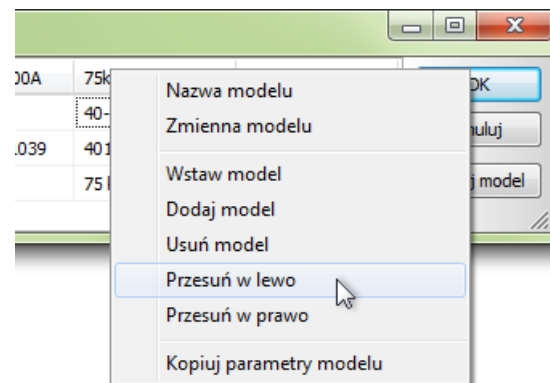 00A 75k OK
40-
.039 401
75 l j model
Nazwa modelu
Zmienna modelu
Wstaw model
Dodaj model
Usuń model
Przesuń w lewo
Przesuń w prawo
Kopiuj parametry modelu